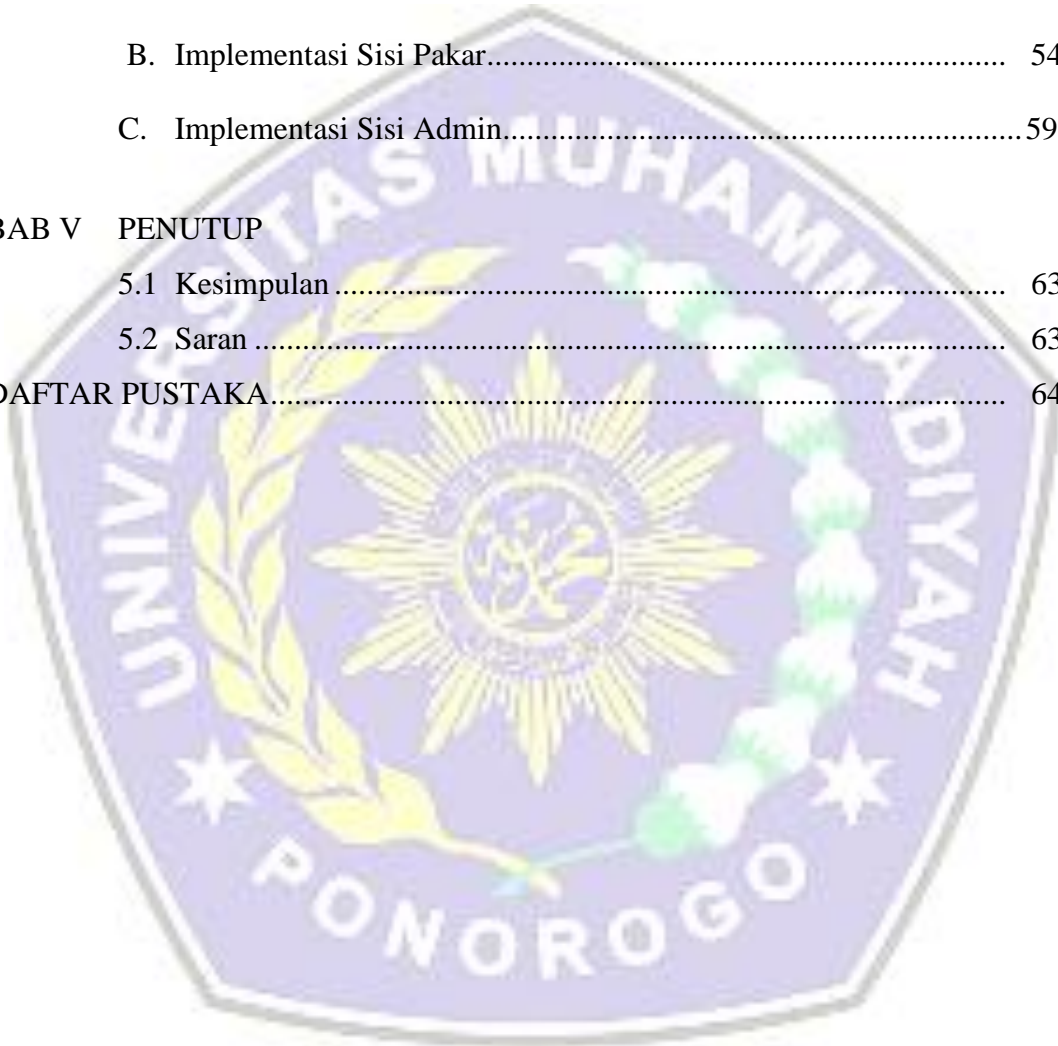 B. Implementasi Sisi Pakar................................................................. 54
C. Implementasi Sisi Admin.................................................................59
BAB V PENUTUP
5.1 Kesimpulan .................................................................................... 63
5.2 Saran .............................................................................................. 63
DAFTAR PUSTAKA............................................................................................ 64
UNIVERSITAS MUHAMMADIYAH
PONOROGO